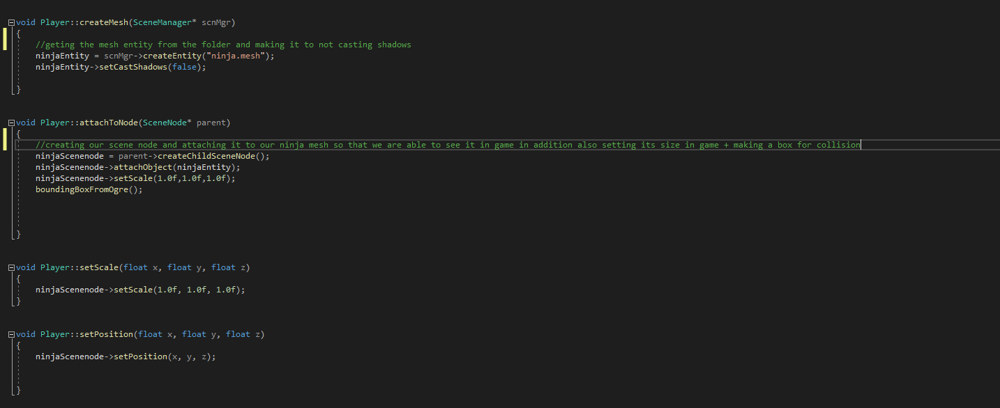 void Player::createMesh(SceneManager* scnMgr)
{
//geting the mesh entity from the folder and making it to not casting shadows
ninjaEntity = scnMgr->createEntity("ninja.mesh");
ninjaEntity->setCastShadows(false);
}
void Player::attachToNode(SceneNode* parent)
{
//creating our scene node and attaching it to our ninja mesh so that we are able to see it in game in addition also setting its size in game + making a box for collision
ninjaScenenode = parent->createChildSceneNode();
ninjaScenenode->attachObject(ninjaEntity);
ninjaScenenode->setScale(1.0f,1.0f,1.0f);
boundingBoxFromOgre();
}
void Player::setScale(float x, float y, float z)
{
ninjaScenenode->setScale(1.0f, 1.0f, 1.0f);
}
void Player::setPosition(float x, float y, float z)
{
ninjaScenenode->setPosition(x, y, z);
}